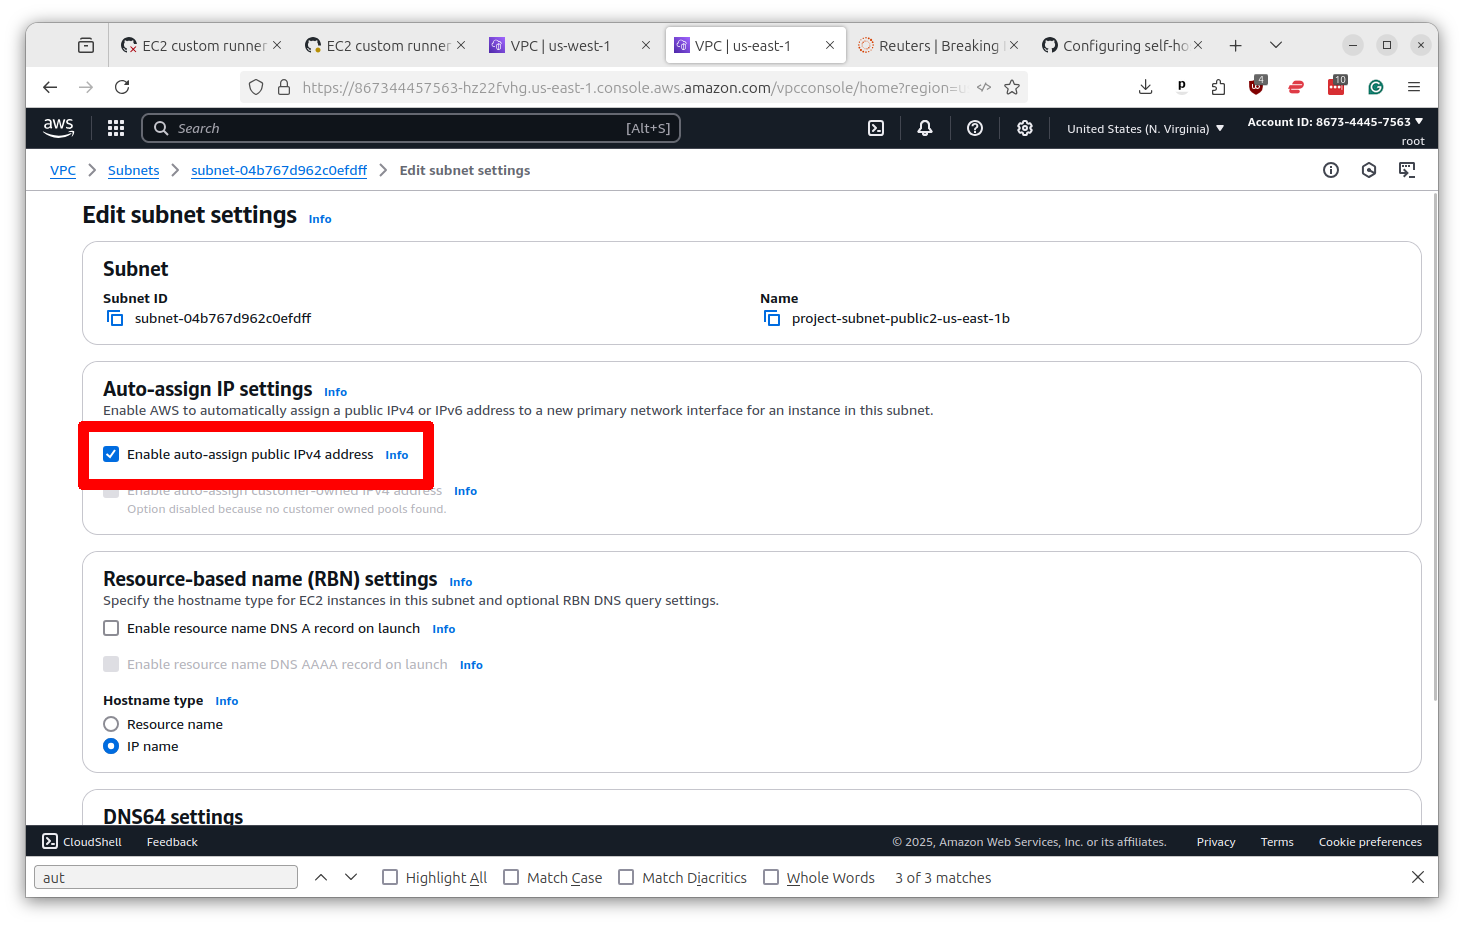 EC2 custom runner
EC2 custom runner
VPC | us-west-1
VPC | us-east-1
Reuters | Breaking
Configuring self-ho
https://867344457563-hz22fvhg.us-east-1.console.aws.amazon.com/vpcconsole/home?region=u
4
p
10
aws
Search
[Alt+S]
United States (N. Virginia)
Account ID: 8673-4445-7563
root
VPC
Subnets
subnet-04b767d962c0efdff
Edit subnet settings
Edit subnet settings Info
Subnet
Subnet ID
subnet-04b767d962c0efdff
Name
project-subnet-public2-us-east-1b
Auto-assign IP settings Info
Enable AWS to automatically assign a public IPv4 or IPv6 address to a new primary network interface for an instance in this subnet.
Enable auto-assign public IPv4 address Info
Enable auto-assign customer-owned IPv4 address Info
Option disabled because no customer owned pools found.
Resource-based name (RBN) settings Info
Specify the hostname type for EC2 instances in this subnet and optional RBN DNS query settings.
Enable resource name DNS A record on launch Info
Enable resource name DNS AAAA record on launch Info
Hostname type Info
Resource name
IP name
DNS64 settings
CloudShell
Feedback
© 2025, Amazon Web Services, Inc. or its affiliates.
Privacy
Terms
Cookie preferences
aut
Highlight All
Match Case
Match Diacritics
Whole Words
3 of 3 matches